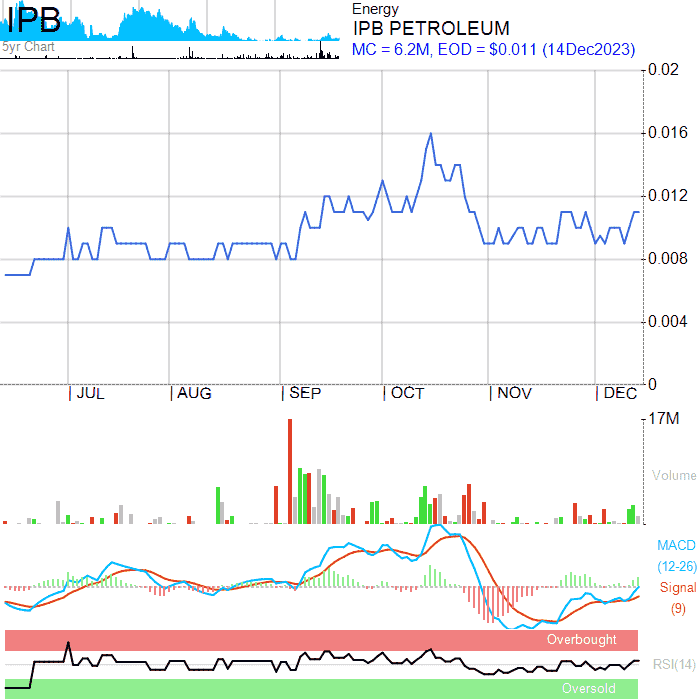 IPB
5yr Chart
Energy
IPB PETROLEUM
MC = 6.2M, EOD = $0.011 (14Dec2023)
0.02
0.016
0.012
0.008
0.004
0
JUL
AUG
SEP
OCT
NOV
DEC
17M
Volume
MACD
(12-26)
Signal
(9)
Overbought
RSI(14)
Oversold